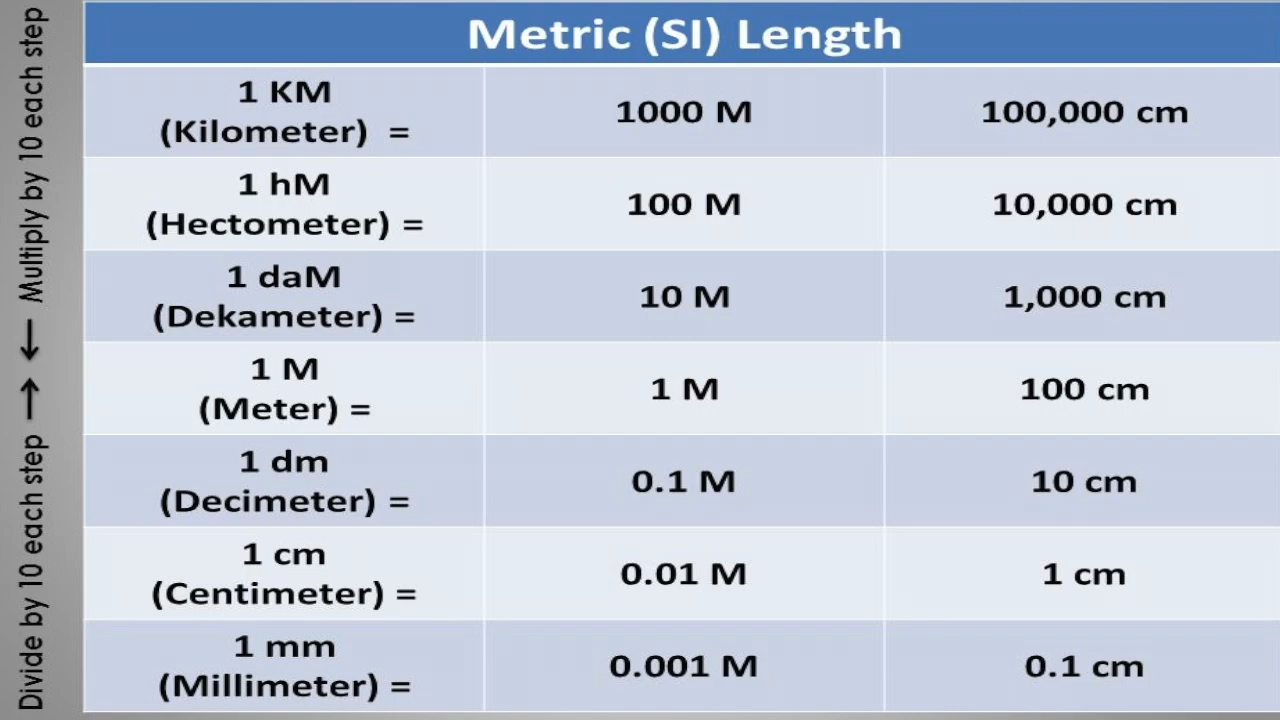 Metric (SI) Length
1 KM
(Kilometer) =
1000 M
100,000 cm
1 hM
(Hectometer) =
100 M
10,000 cm
1 daM
(Dekameter) =
10 M
1,000 cm
1 M
(Meter) =
1 M
100 cm
1 dm
(Decimeter) =
0.1 M
10 cm
1 cm
(Centimeter) =
0.01 M
1 cm
1 mm
(Millimeter) =
0.001 M
0.1 cm
Divide by 10 each step → ← Multiply by 10 each step